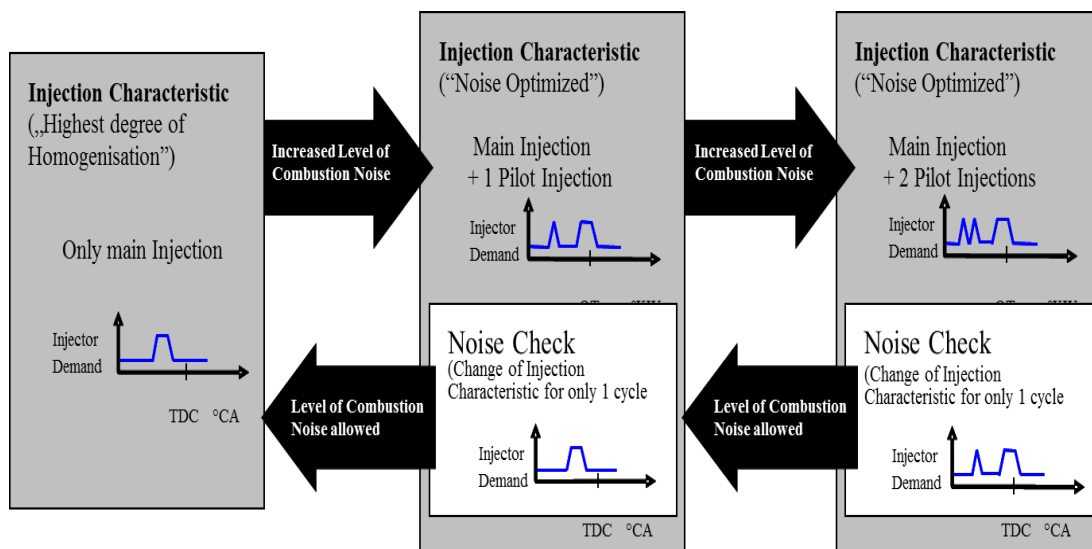 Injection Characteristic
(„Highest degree of
Homogenisation”)
Only main Injection
Injector
Demand
TDC °CA
Increased Level of
Combustion Noise
Level of Combustion
Noise allowed
Injection Characteristic
(“Noise Optimized”)
Main Injection
+ 1 Pilot Injection
Injector
Demand
Noise Check
(Change of Injection
Characteristic for only 1 cycle
Injector
Demand
TDC °CA
Increased Level of
Combustion Noise
Level of Combustion
Noise allowed
Injection Characteristic
(“Noise Optimized”)
Main Injection
+ 2 Pilot Injections
Injector
Demand
Noise Check
(Change of Injection
Characteristic for only 1 cycle
Injector
Demand
TDC °CA